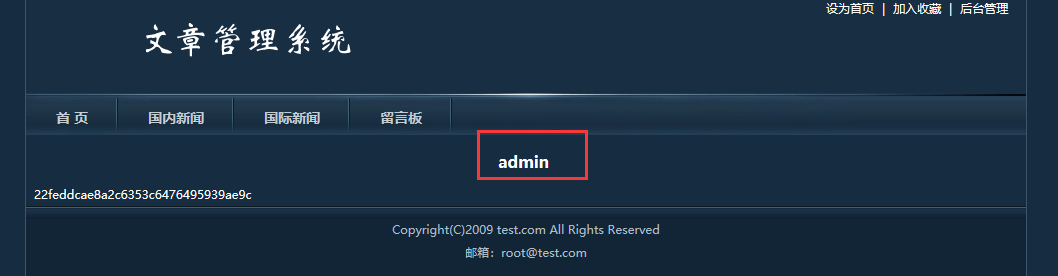 设为首页 | 加入收藏 | 后台管理
文章管理系统
首 页 国内新闻 国际新闻 留言板
admin
22feddcae8a2c6353c6476495939ae9c
Copyright(C)2009 test.com All Rights Reserved
邮箱：root@test.com